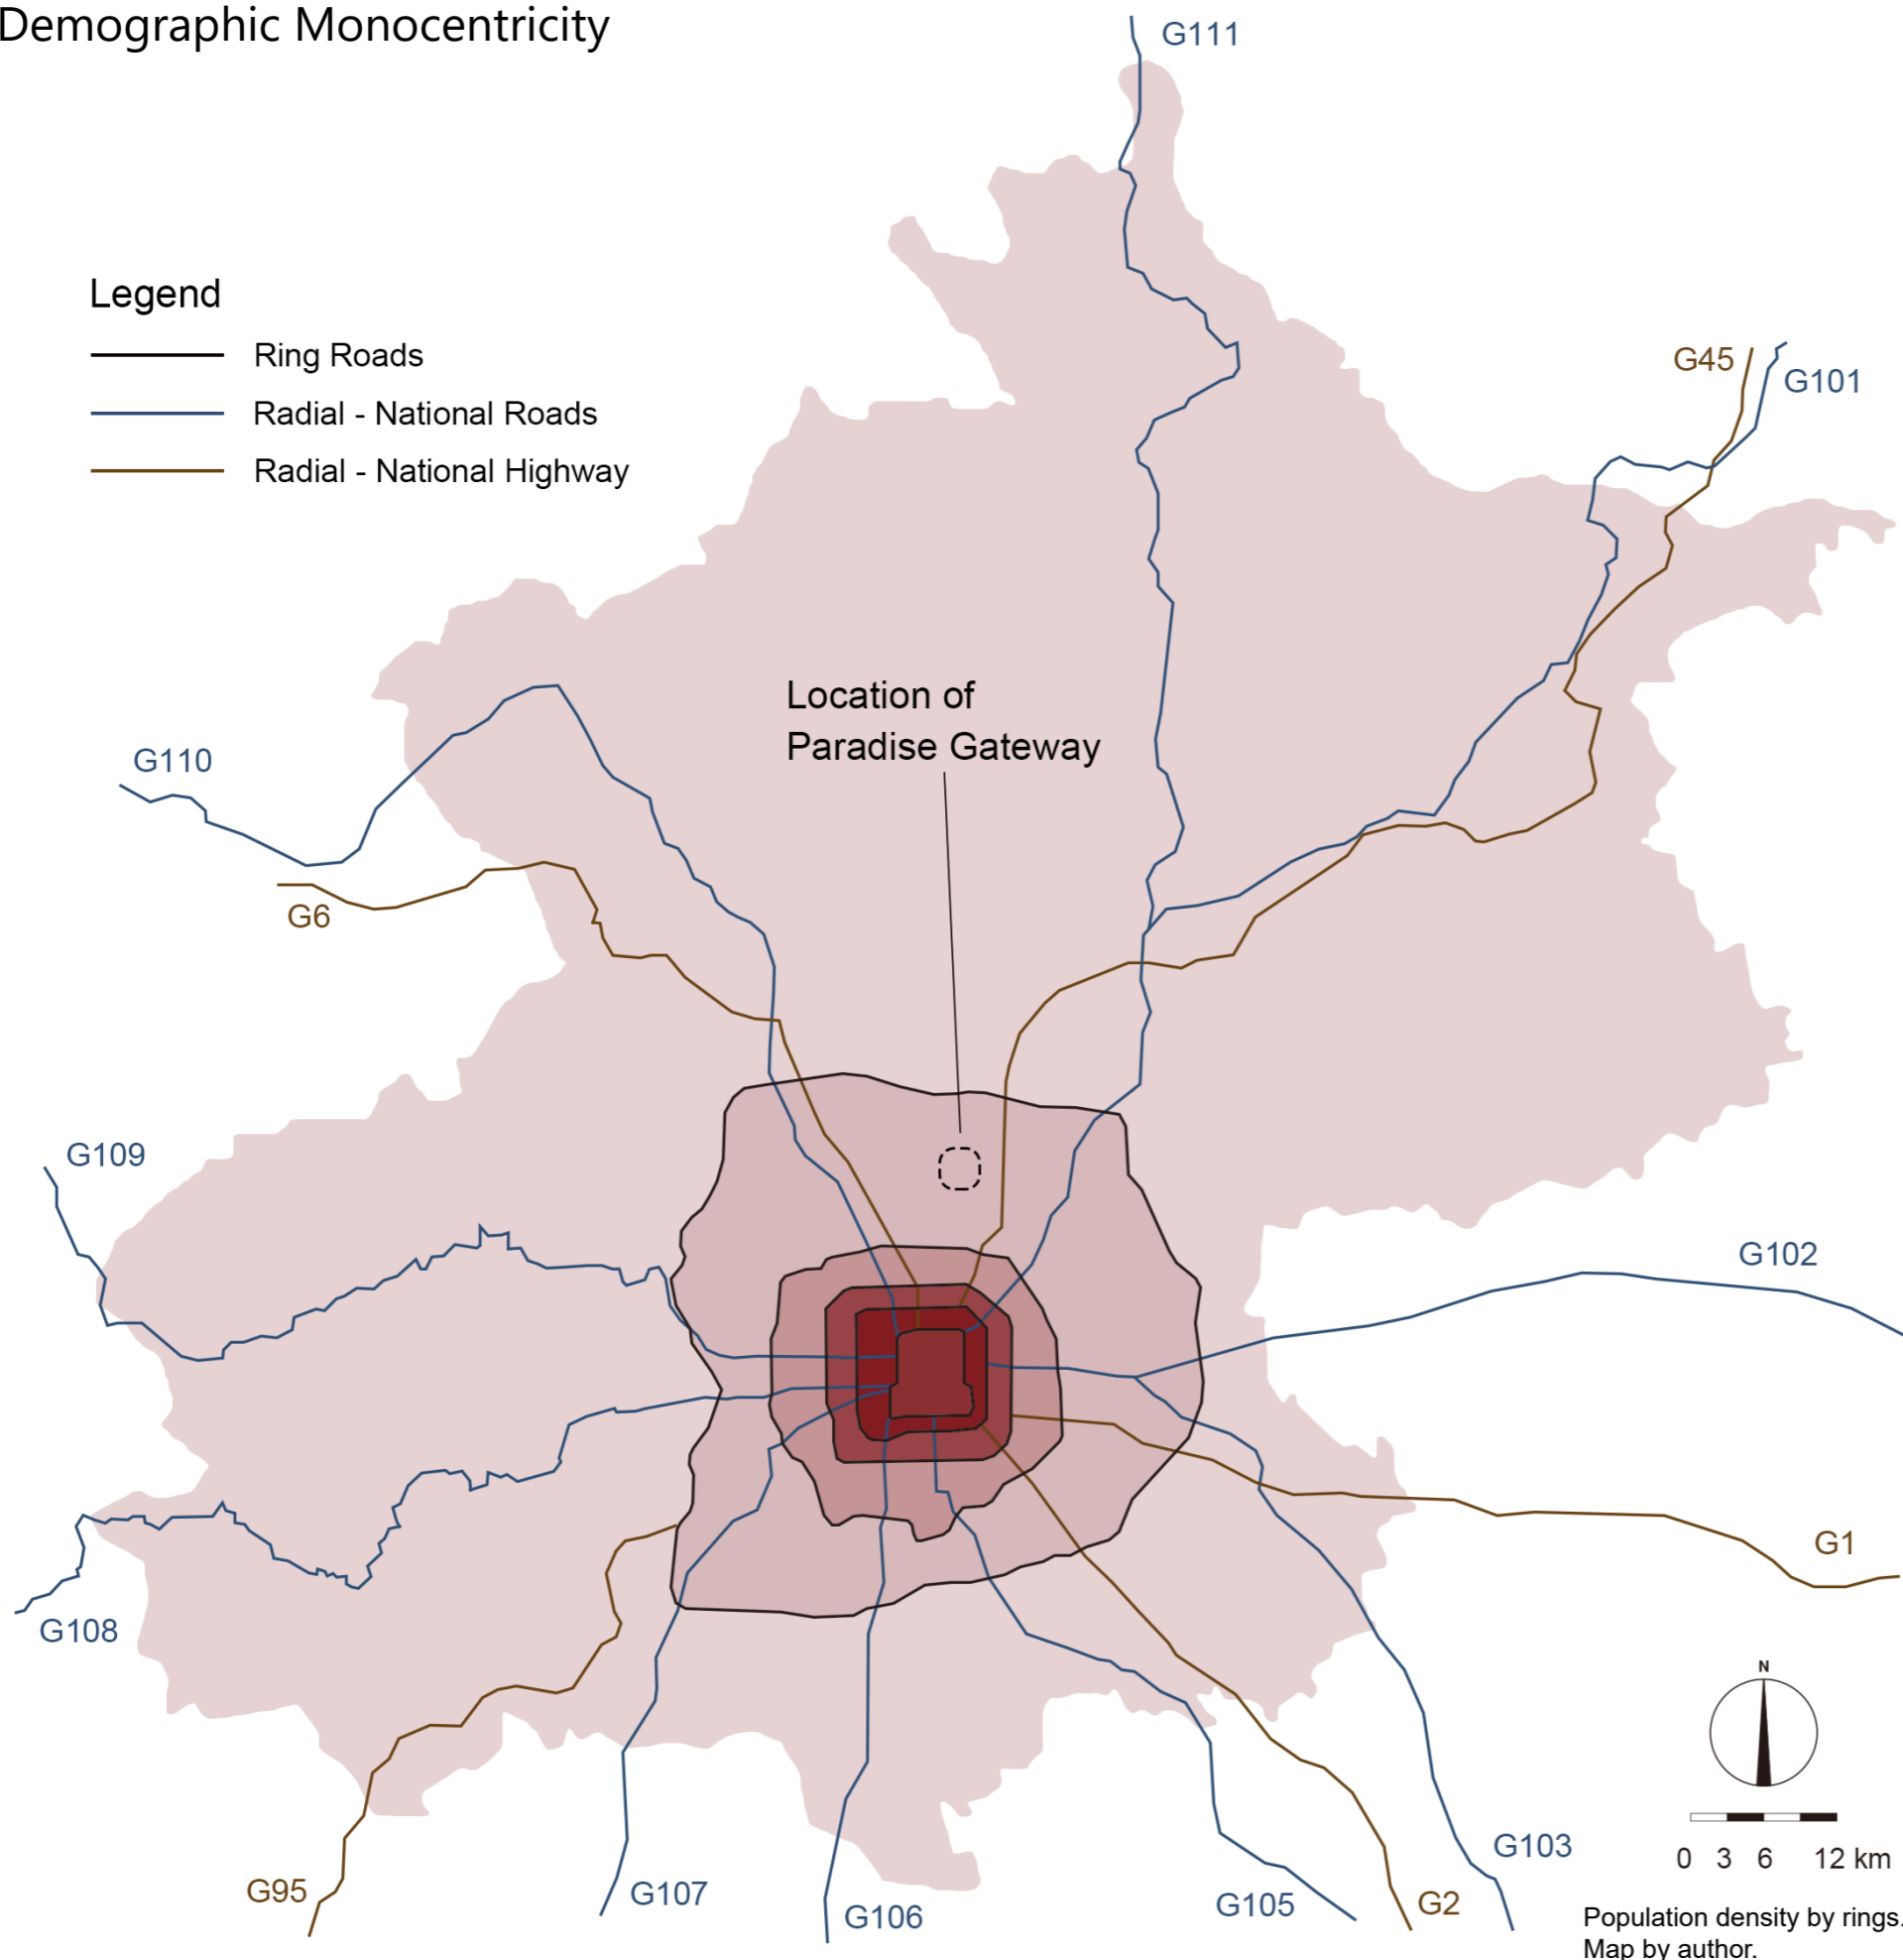 Demographic Monocentricity
G111
Legend
Ring Roads
Radial - National Roads
Radial - National Highway
G45
G101
Location of
Paradise Gateway
G110
G6
G109
G102
G1
G108
N
0 3 6 12 km
G103
G95
G107
G106
G105
G2
Population density by rings.
Map by author.